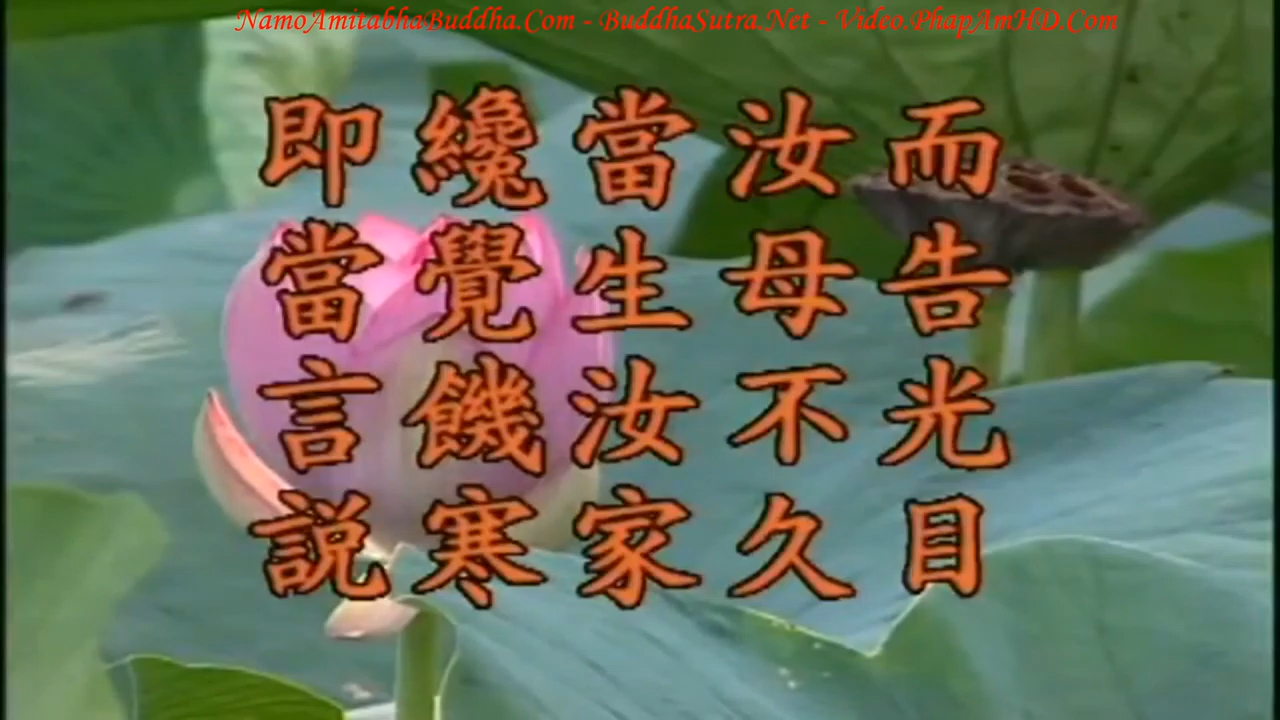 NamoAmitabhaBuddha.Com - BuddhaSutra.Net - Video.PhapAmHD.Com
而告光目
汝母不久
當生汝家
纔覺饑寒
即當言説